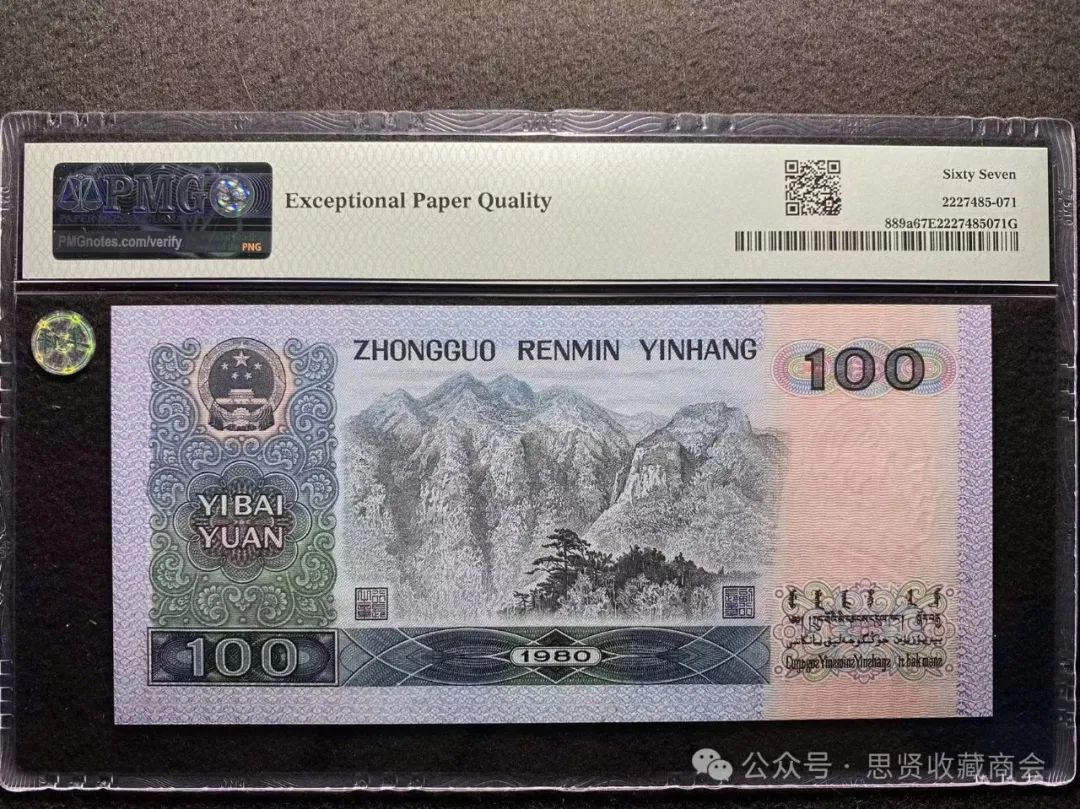 PMG
PMGnotes.com/verify
PNG
Exceptional Paper Quality
Sixty Seven
2227485-071
889a67E2227485071G
ZHONGGUO RENMIN YINHANG
100
YIBAI
YUAN
100
1980
公众号 · 思贤收藏商会